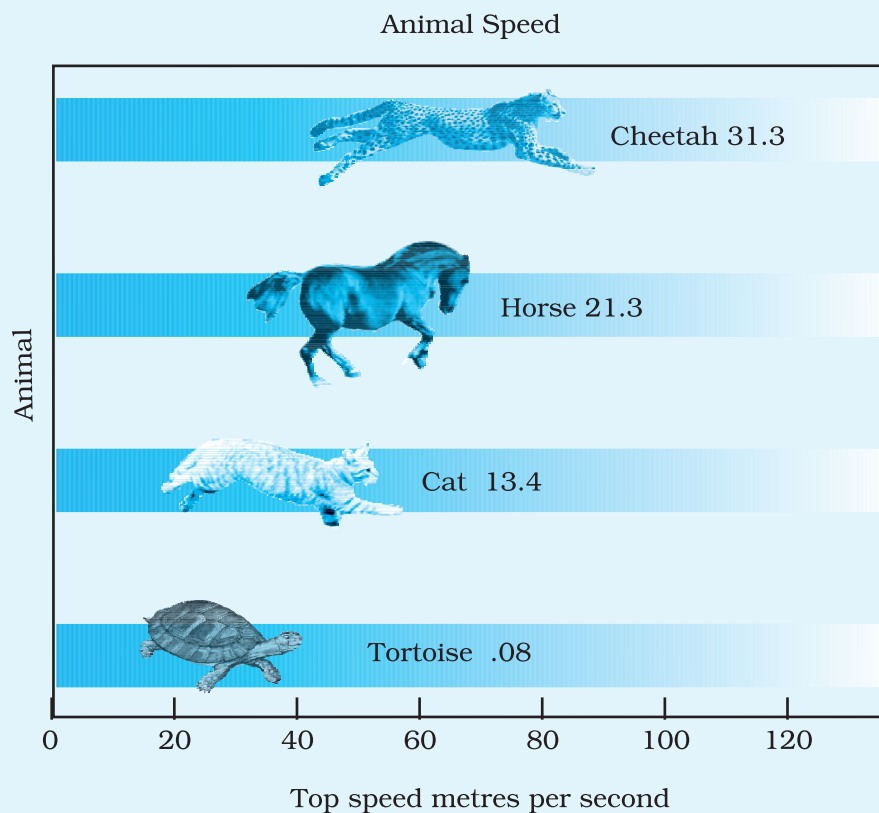 Animal Speed
Cheetah 31.3
Horse 21.3
Animal
Cat 13.4
Tortoise .08
0 20 40 60 80 100 120
Top speed metres per second